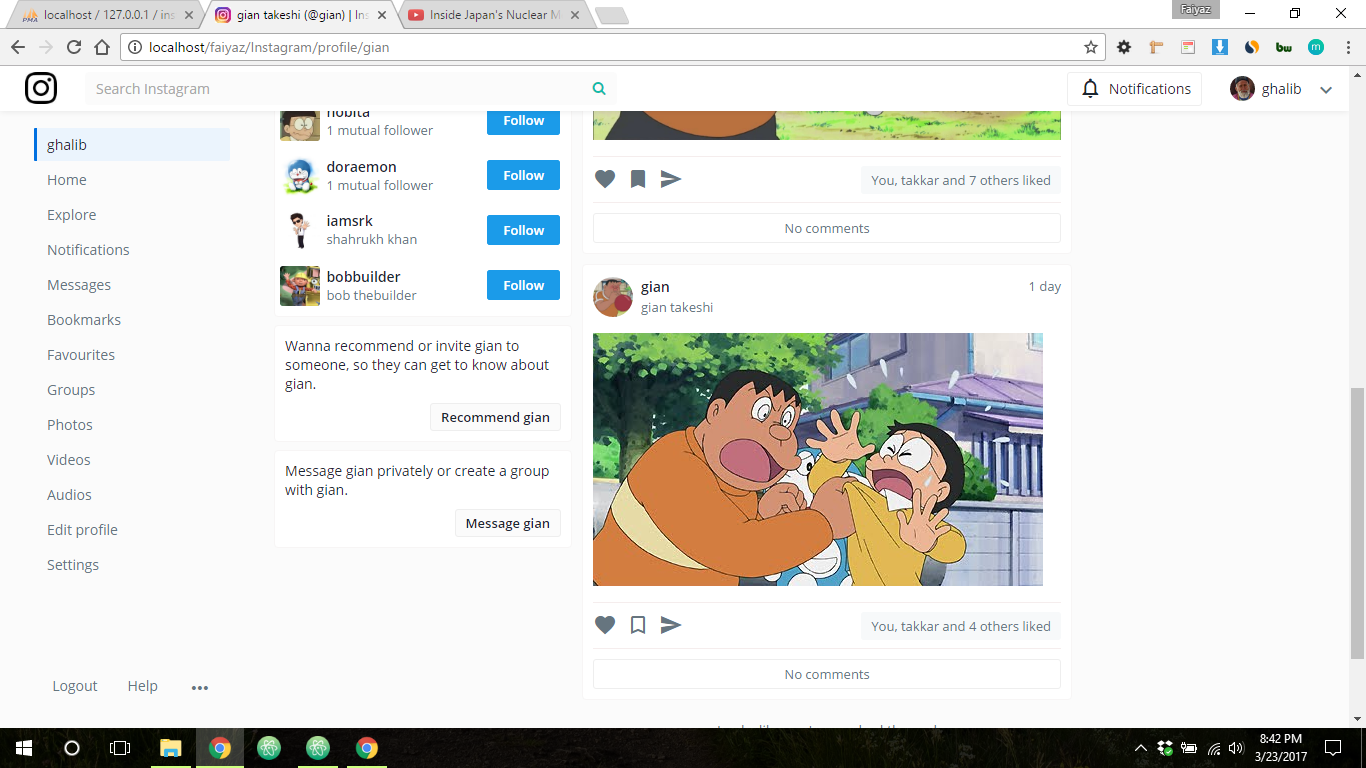 localhost / 127.0.0.1 / ins
gian takeshi (@gian) | Ins
Inside Japan's Nuclear M
Faiyaz
localhost/faiyaz/Instagram/profile/gian
Search Instagram
Notifications
ghalib
ghalib
Home
Explore
Notifications
Messages
Bookmarks
Favourites
Groups
Photos
Videos
Audios
Edit profile
Settings
Logout
Help
nobita
1 mutual follower
Follow
doraemon
1 mutual follower
Follow
iamsrk
shahrukh khan
Follow
bobbuilder
bob thebuilder
Follow
Wanna recommend or invite gian to
someone, so they can get to know about
gian.
Recommend gian
Message gian privately or create a group
with gian.
Message gian
You, takkar and 7 others liked
No comments
gian
gian takeshi
1 day
You, takkar and 4 others liked
No comments
8:42 PM
3/23/2017